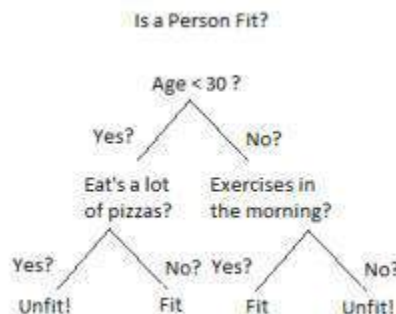 Is a Person Fit?
Age < 30 ?
Yes?
No?
Eat's a lot
of pizzas?
Exercises in
the morning?
Yes?
No?
Yes?
No?
Unfit!
Fit
Fit
Unfit!